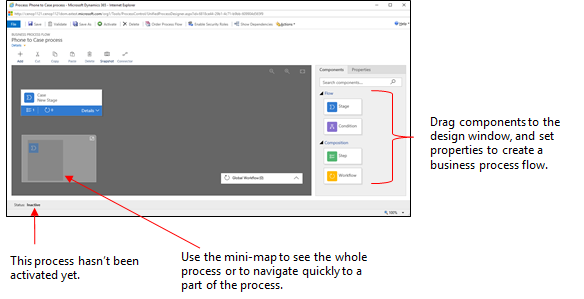 Process: Phone to Case process - Microsoft Dynamics 365 - Internet Explorer
File
Save
Validate
Save As
Activate
Delete
Order Process Flow
Enable Security Roles
Show Dependencies
Actions
Help
BUSINESS PROCESS FLOW
Phone to Case process
Details
Add
Cut
Copy
Paste
Delete
Snapshot
Connector
Components
Properties
Search components...
Flow
Stage
Condition
Composition
Step
Workflow
Case
New Stage
1
0
Details
Global Workflow(0)
Status: Inactive
100%
Drag components to the
design window, and set
properties to create a
business process flow.
This process hasn't been
activated yet.
Use the mini-map to see the whole
process or to navigate quickly to a
part of the process.